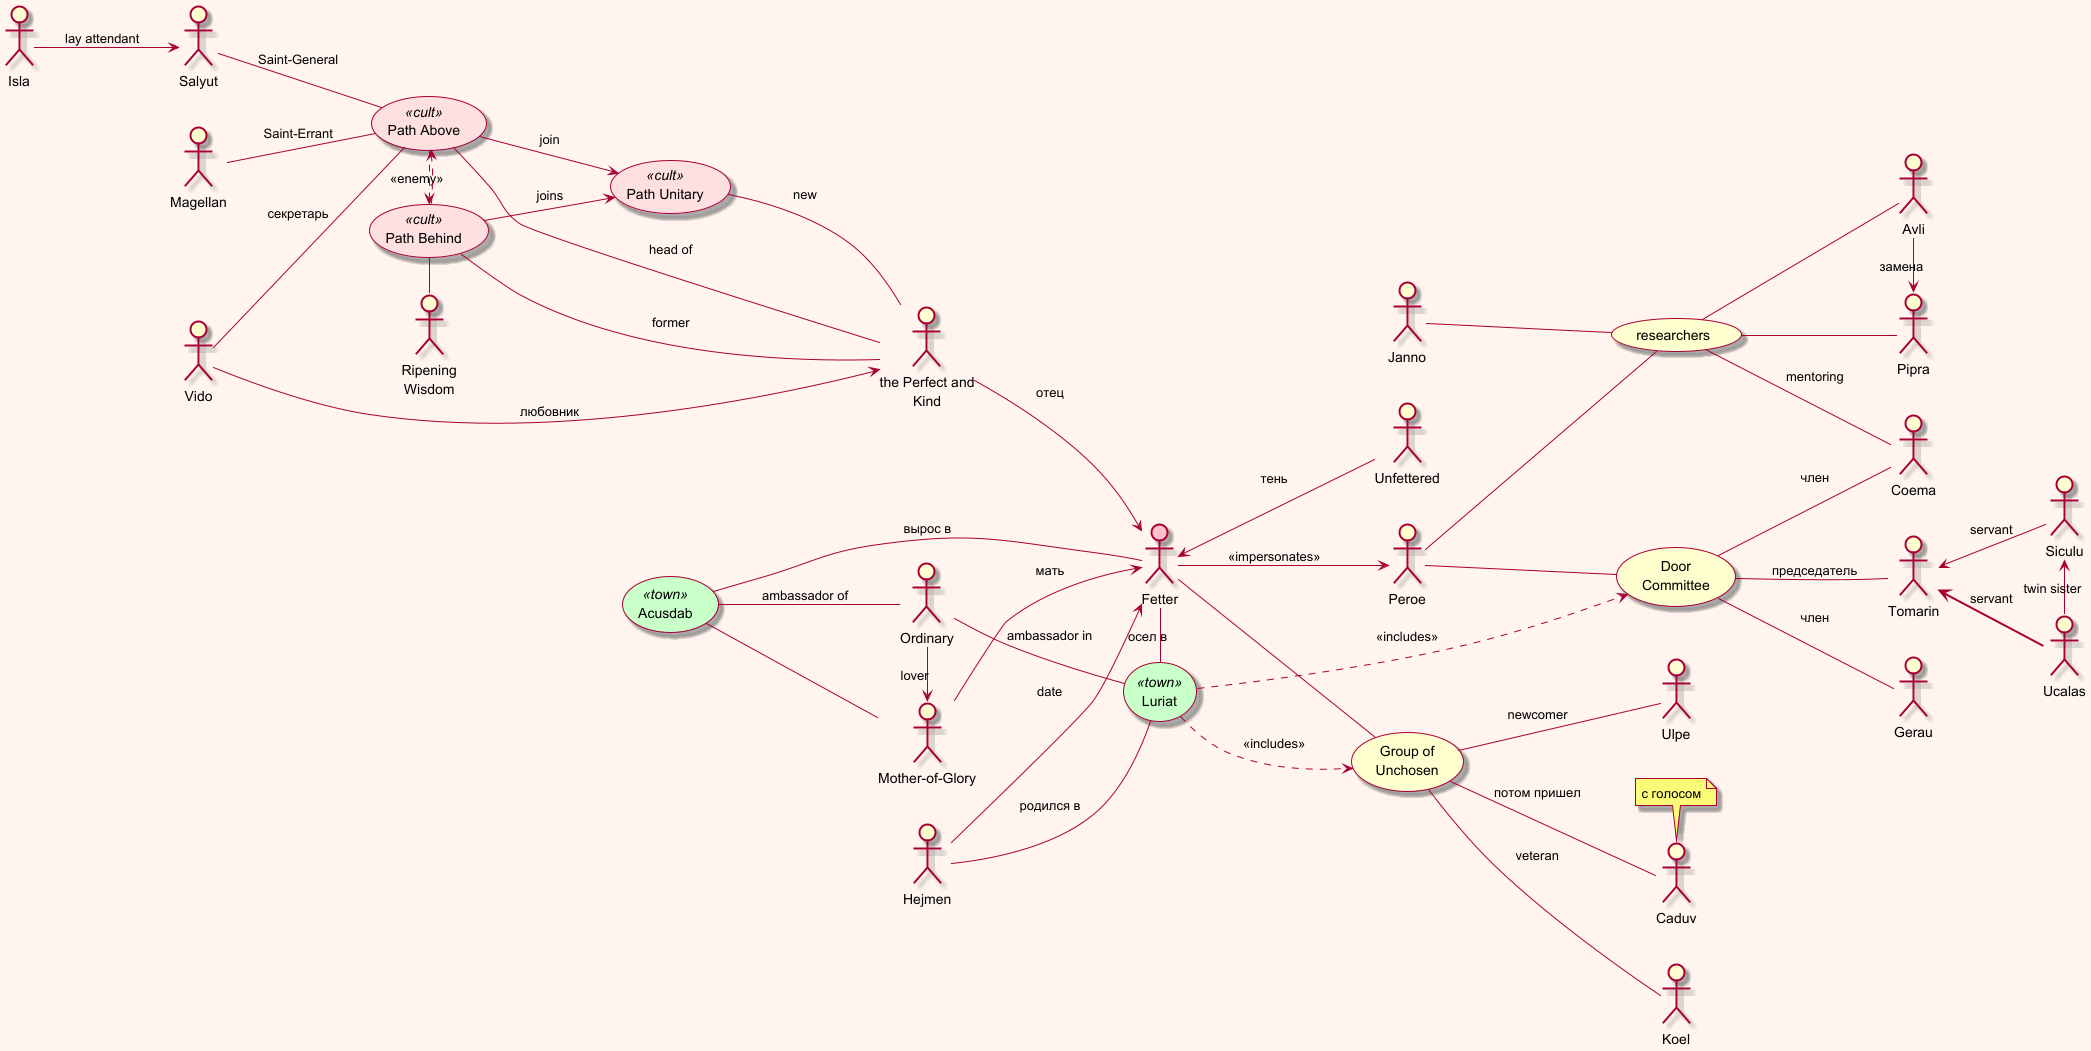 Isla
lay attendant
Salyut
Saint-General
Magellan
Saint-Errant
«cult»
Path Above
join
«enemy»
«cult»
Path Unitary
new
«cult»
Path Behind
joins
секретарь
head of
former
Ripening
Wisdom
Vido
любовник
the Perfect and
Kind
отец
Avli
замена
Janno
researchers
Pipra
mentoring
Unfettered
тень
Coema
член
вырос в
Fetter
«impersonates»
Peroe
Door
Committee
председатель
Tomarin
servant
Siculu
twin sister
servant
Ucalas
член
Gerau
«town»
Acusdab
ambassador of
Ordinary
мать
ambassador in
осел в
«includes»
lover
Mother-of-Glory
date
«town»
Luriat
«includes»
Group of
Unchosen
newcomer
Ulpe
родился в
Hejmen
потом пришел
с голосом
Caduv
veteran
Koel